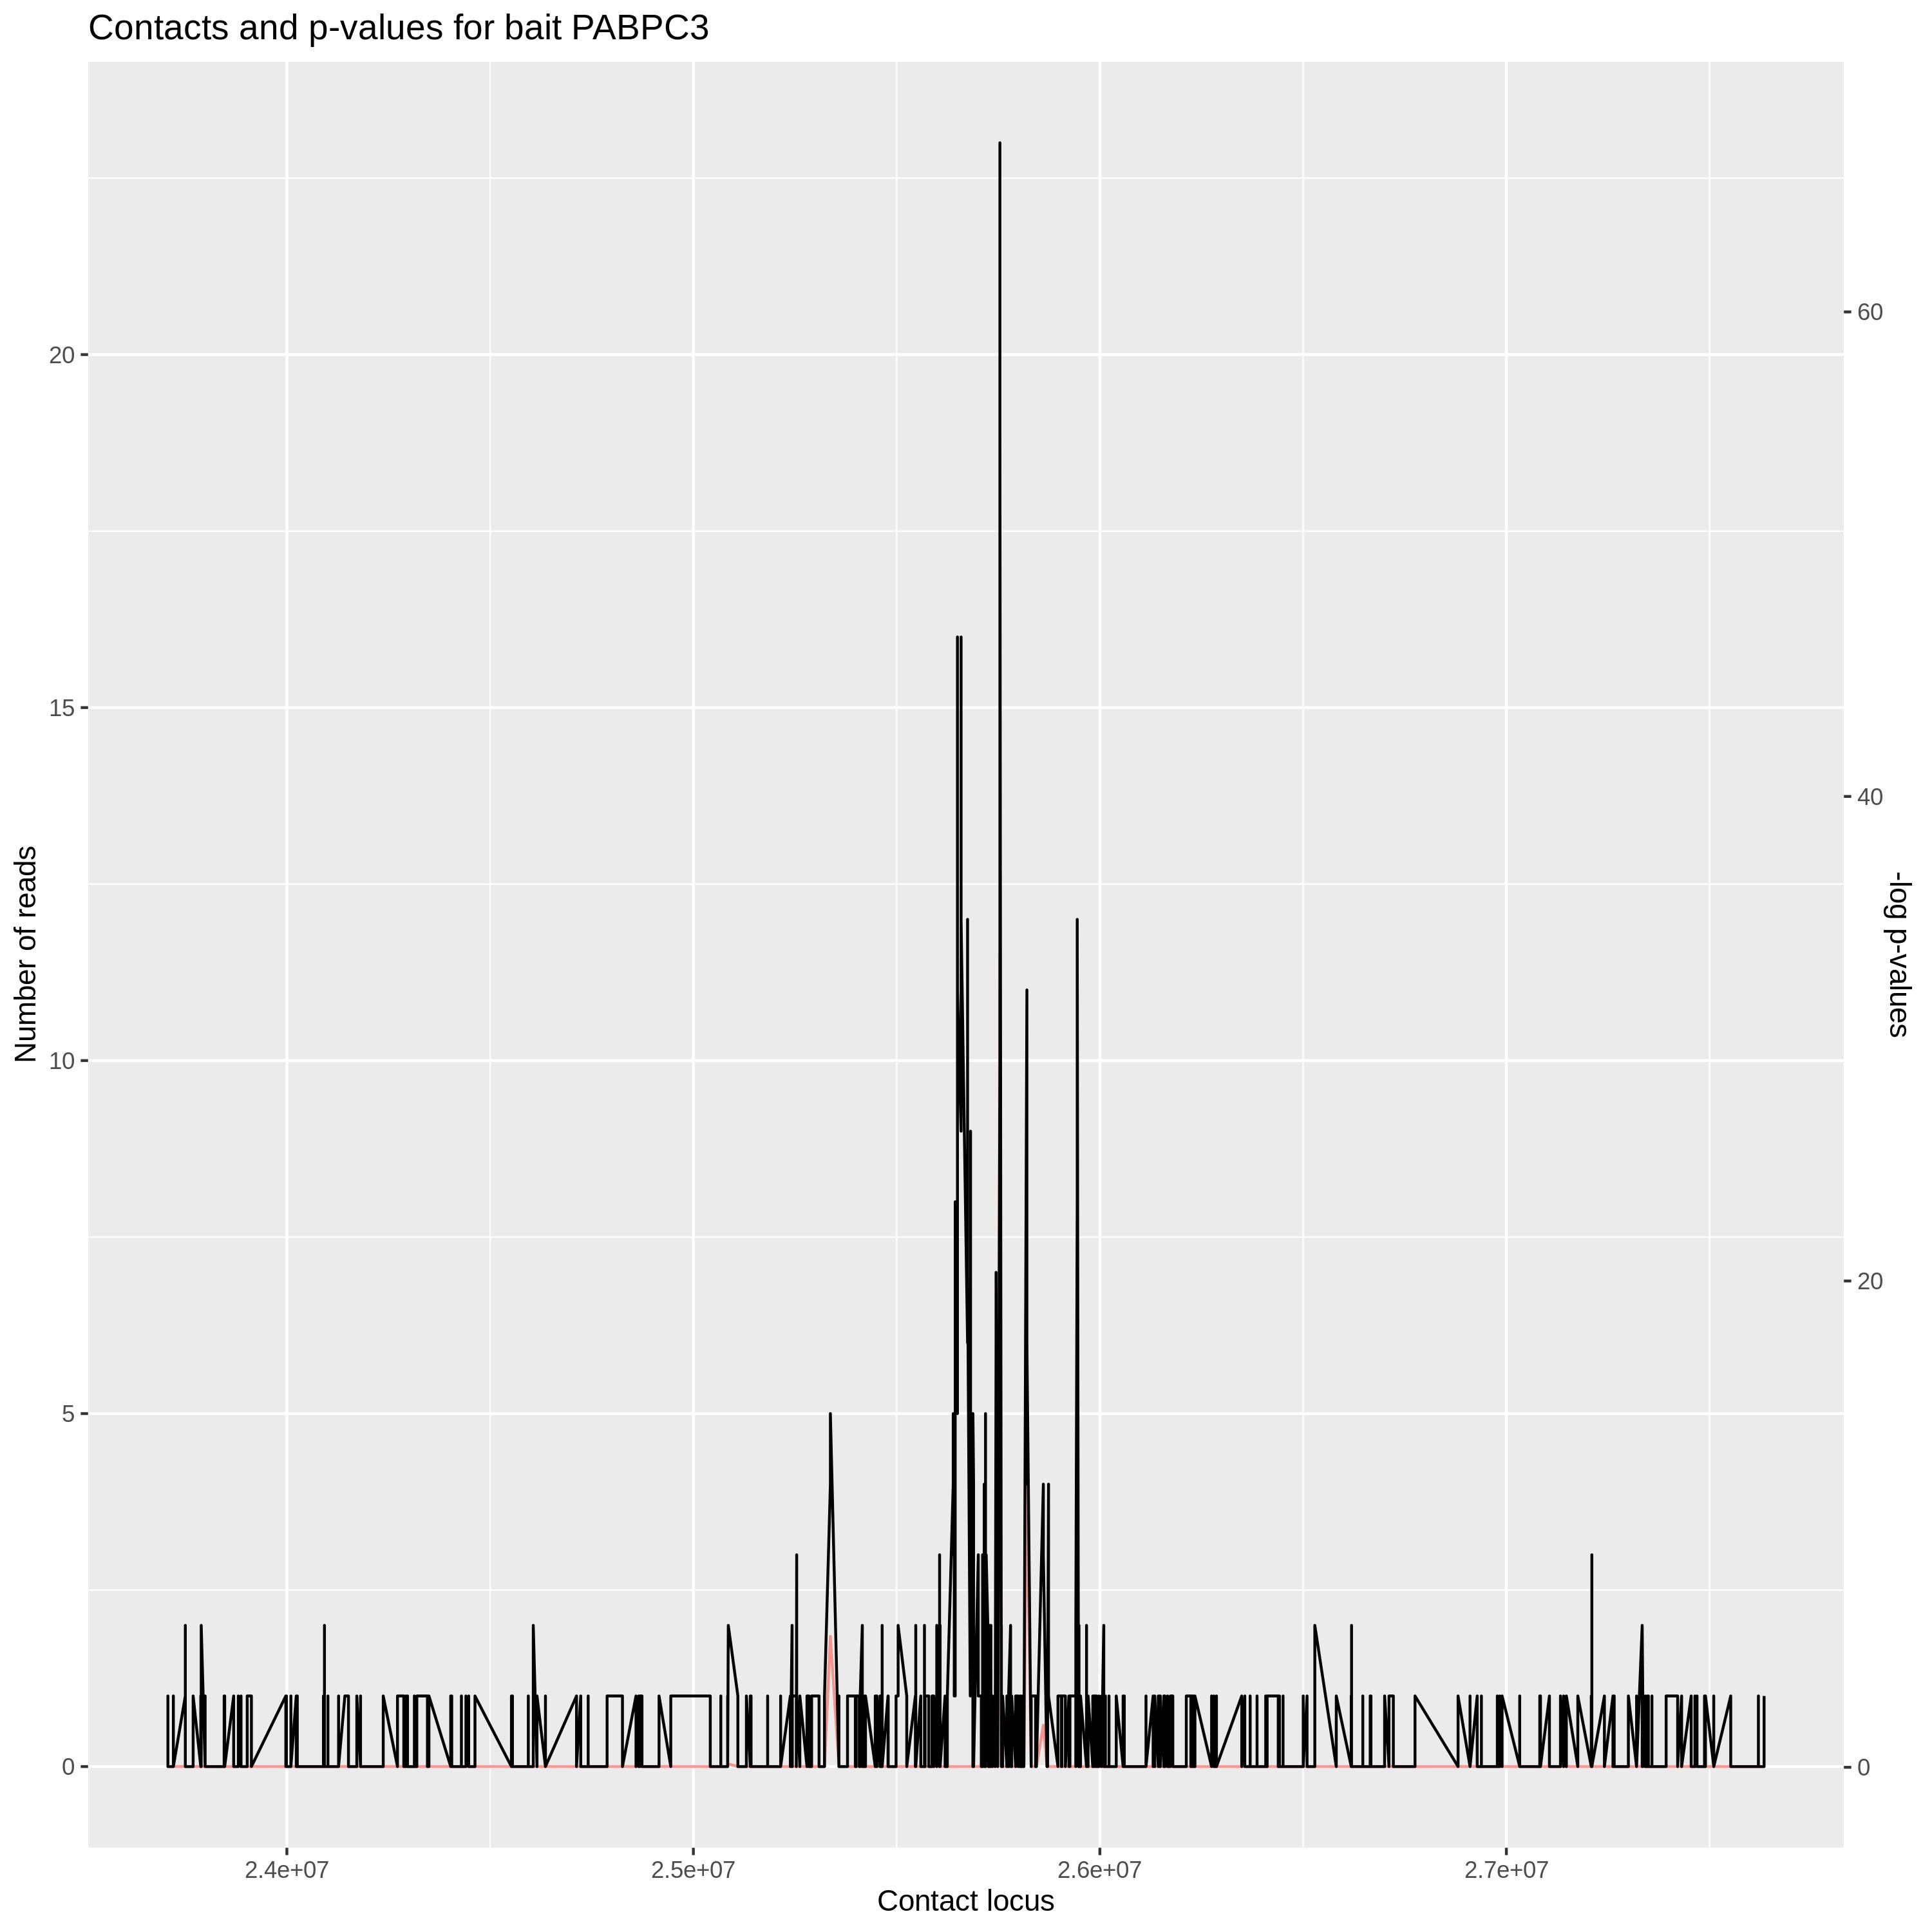 Contacts and p-values for bait PABPC3
Number of reads
20
15
10
5
0
60
40
20
0
-log p-values
2.4e+07 2.5e+07 2.6e+07 2.7e+07
Contact locus